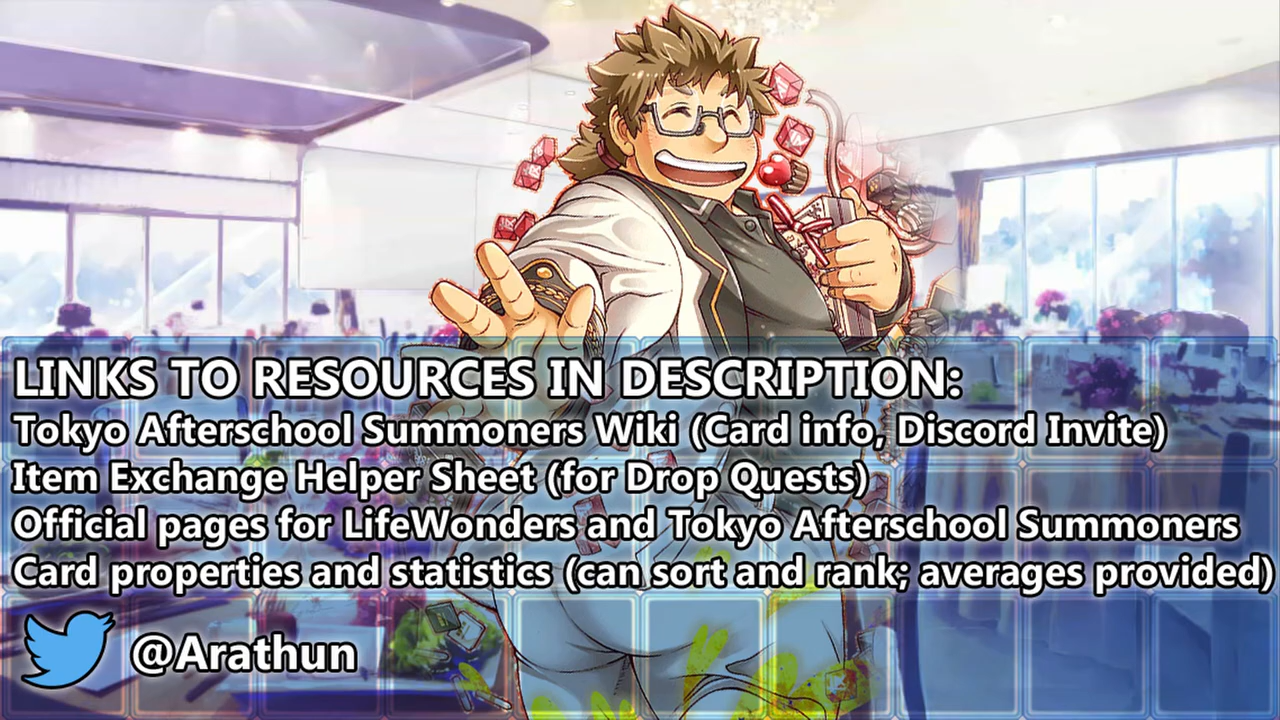 LINKS TO RESOURCES IN DESCRIPTION:
Tokyo Afterschool Summoners Wiki (Card info, Discord Invite)
Item Exchange Helper Sheet (for Drop Quests)
Official pages for LifeWonders and Tokyo Afterschool Summoners
Card properties and statistics (can sort and rank; averages provided)
@Arathun